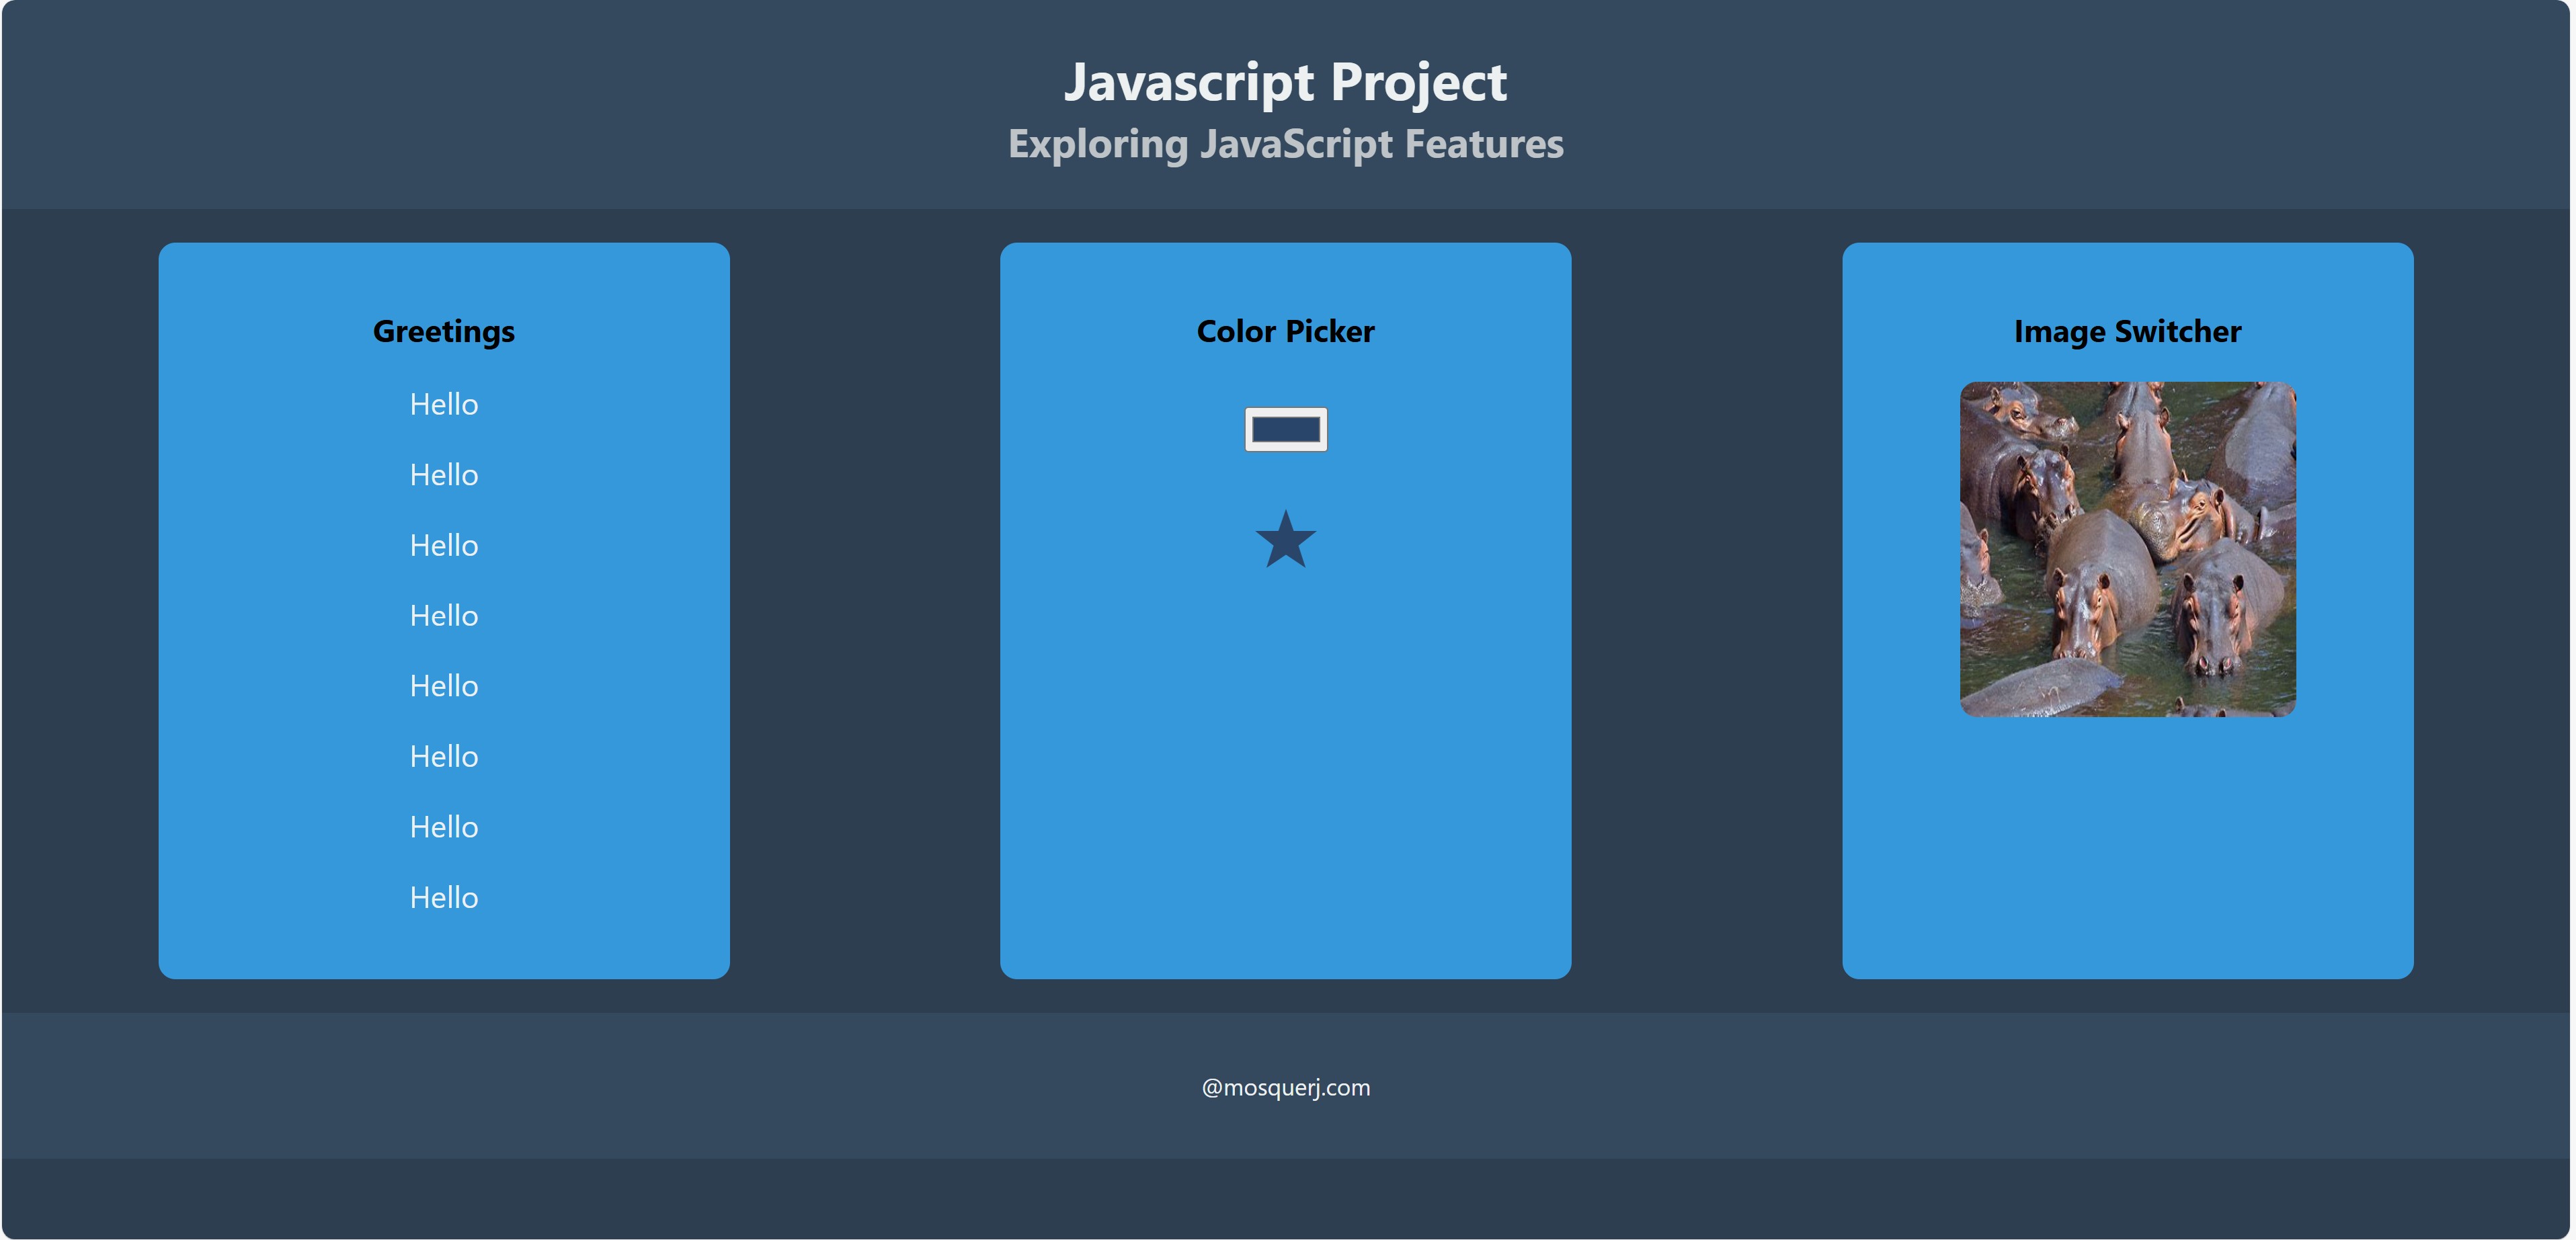 Javascript Project
Exploring JavaScript Features
Greetings
Hello
Hello
Hello
Hello
Hello
Hello
Hello
Hello
Color Picker
Image Switcher
@mosquerj.com